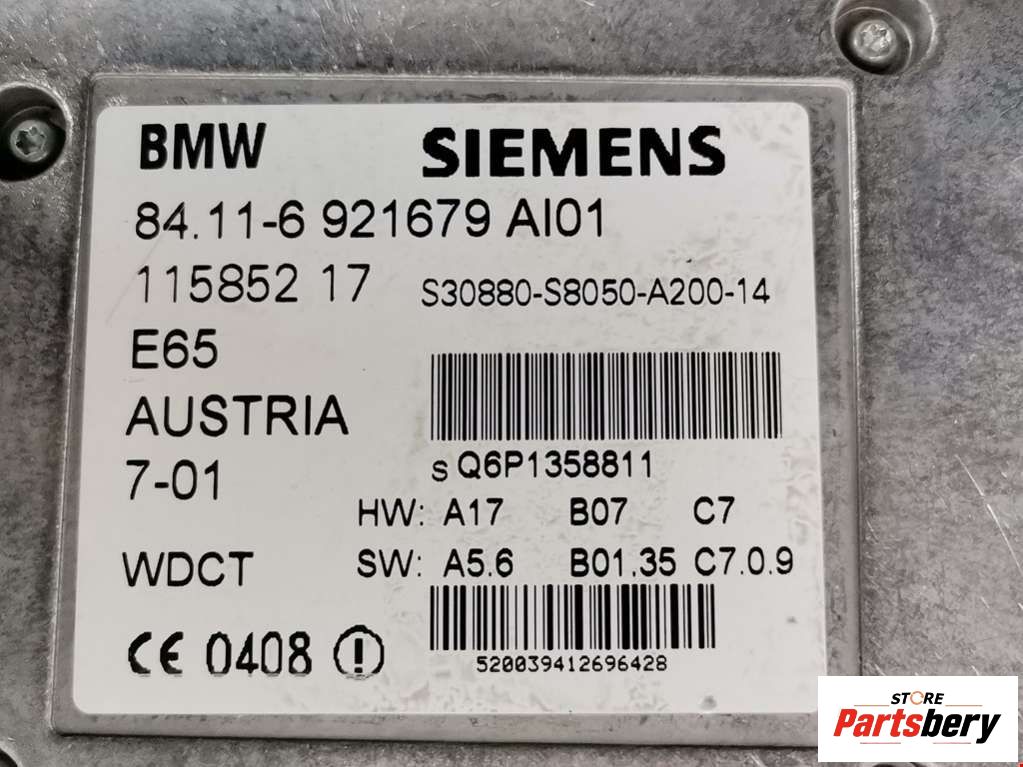 BMW SIEMENS
84.11-6 921679 AI01
115852 17 S30880-S8050-A200-14
E65
AUSTRIA
S Q6P1358811
7-01
HW: A17 B07 C7
WDCT SW: A5.6 B01.35 C7.0.9
CE 0408 !
520039412696428
STORE
Partsbery